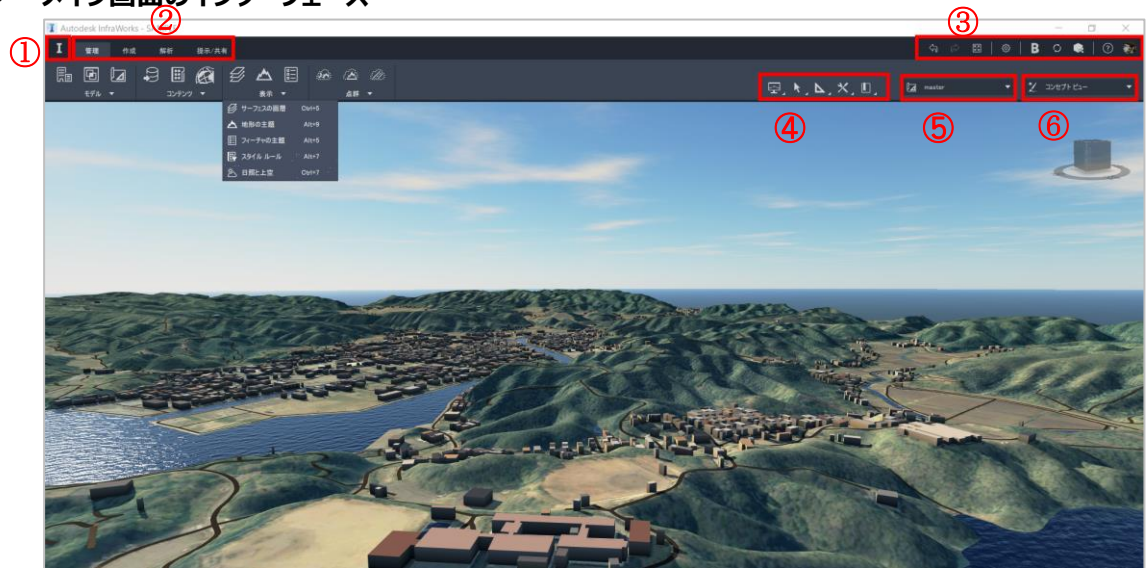 メイン画面のインターフェース
②
③
Autodesk InfraWorks - S
①
I
管理 作成 解析 提示/共有
B
モデル コンテンツ 表示 点群
master
コンセプト ビュー
④
⑤
⑥
サーフェスの画層 Ctrl+5
地形の主題 Alt+9
フィーチャの主題 Alt+5
スタイル ルール Alt+7
日照と上空 Ctrl+7